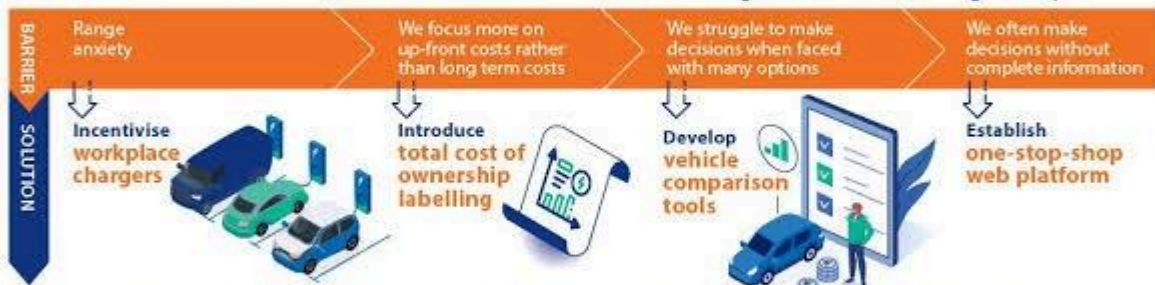 BARRIER
Range
anxiety
We focus more on
up-front costs rather
than long term costs
We struggle to make
decisions when faced
with many options
We often make
decisions without
complete information
SOLUTION
Incentivise
workplace
chargers
Introduce
total cost of
ownership
labelling
Develop
vehicle
comparison
tools
Establish
one-stop-shop
web platform